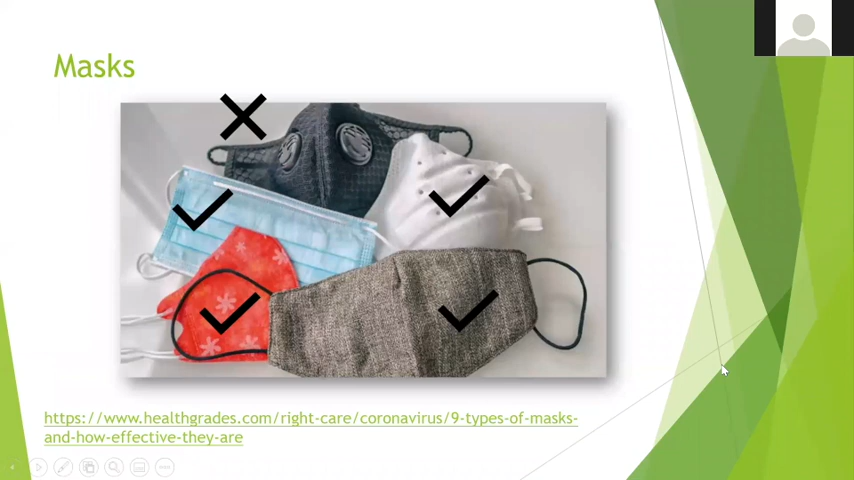 Masks
https://www.healthgrades.com/right-care/coronavirus/9-types-of-masks-
and-how-effective-they-are